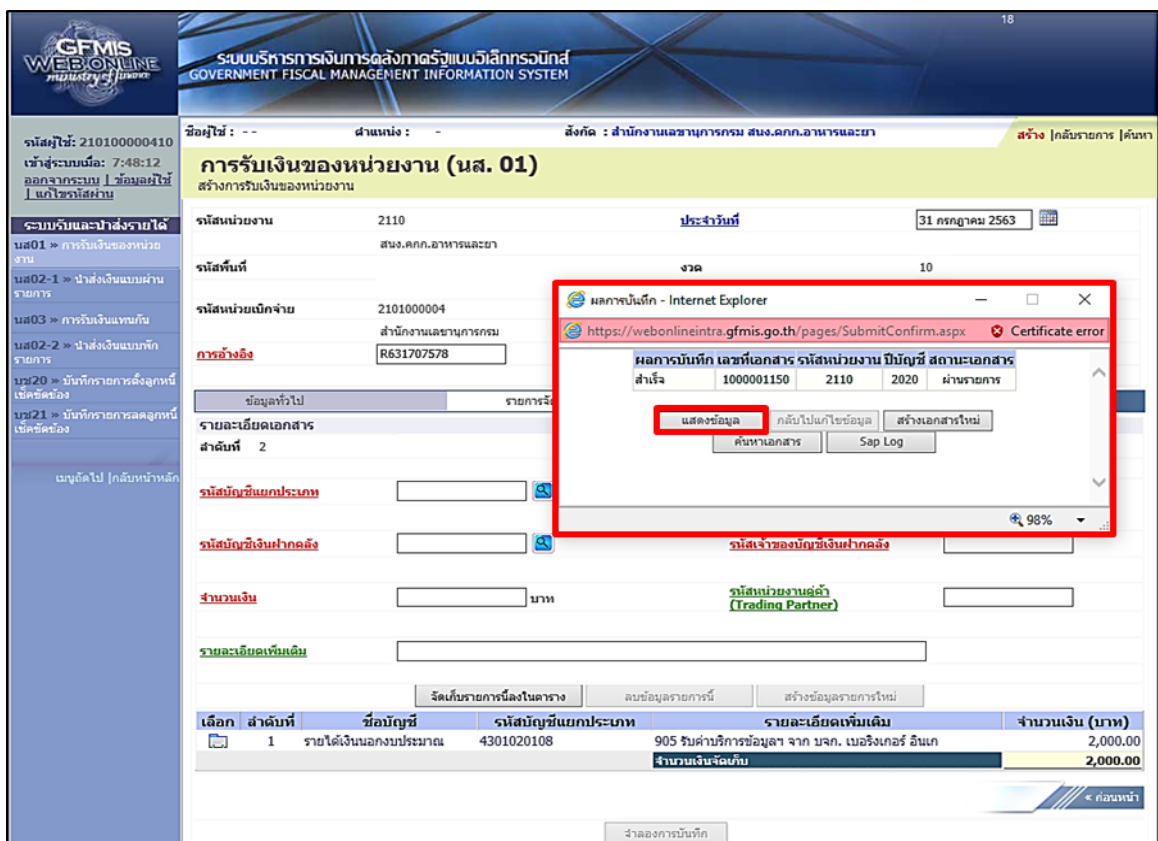 18
GFMIS
WEB ONLINE
ministry of finance
ระบบบริหารการเงินการคลังภาครัฐแบบอิเล็กทรอนิกส์
GOVERNMENT FISCAL MANAGEMENT INFORMATION SYSTEM
รหัสผู้ใช้: 210100000410
เข้าสู่ระบบเมื่อ: 7:48:12
ออกจากระบบ | ข้อมูลผู้ใช้
| แก้ไขรหัสผ่าน
ชื่อผู้ใช้ : - - ตำแหน่ง : - สังกัด : สำนักงานเลขานุการกรม สนง.คกก.อาหารและยา
สร้าง |กลับรายการ |ค้นหา
การรับเงินของหน่วยงาน (นส. 01)
สร้างการรับเงินของหน่วยงาน
ระบบรับและนำส่งรายได้
นส01 » การรับเงินของหน่วย
งาน
นส02-1 » นำส่งเงินแบบผ่าน
รายการ
นส03 » การรับเงินแทนกัน
นส02-2 » นำส่งเงินแบบพัก
รายการ
บช20 » บันทึกรายการตั้งลูกหนี้
เช็คขัดข้อง
บช21 » บันทึกรายการลดลูกหนี้
เช็คขัดข้อง
เมนูถัดไป |กลับหน้าหลัก
รหัสหน่วยงาน 2110 ประจำวันที่ 31 กรกฎาคม 2563
สนง.คกก.อาหารและยา
รหัสพื้นที่ งวด 10
รหัสหน่วยเบิกจ่าย 2101000004
สำนักงานเลขานุการกรม
การอ้างอิง R631707578
ผลการบันทึก - Internet Explorer
https://webonlineintra.gfmis.go.th/pages/SubmitConfirm.aspx Certificate error
ผลการบันทึก เลขที่เอกสาร รหัสหน่วยงาน ปีบัญชี สถานะเอกสาร
สำเร็จ 1000001150 2110 2020 ผ่านรายการ
แสดงข้อมูล กลับไปแก้ไขข้อมูล สร้างเอกสารใหม่
ค้นหาเอกสาร Sap Log
98%
ข้อมูลทั่วไป รายการจัด
รายละเอียดเอกสาร
ลำดับที่ 2
รหัสบัญชีแยกประเภท
รหัสบัญชีเงินฝากคลัง รหัสเจ้าของบัญชีเงินฝากคลัง
จำนวนเงิน บาท รหัสหน่วยงานคู่ค้า
(Trading Partner)
รายละเอียดเพิ่มเติม
จัดเก็บรายการนี้ลงในตาราง ลบข้อมูลรายการนี้ สร้างข้อมูลรายการใหม่
เลือก ลำดับที่ ชื่อบัญชี รหัสบัญชีแยกประเภท รายละเอียดเพิ่มเติม จำนวนเงิน (บาท)
1 รายได้เงินนอกงบประมาณ 4301020108 905 รับค่าบริการข้อมูลฯ จาก บจก. เบอริงเกอร์ อินเก 2,000.00
จำนวนเงินจัดเก็บ 2,000.00
« ก่อนหน้า
จำลองการบันทึก